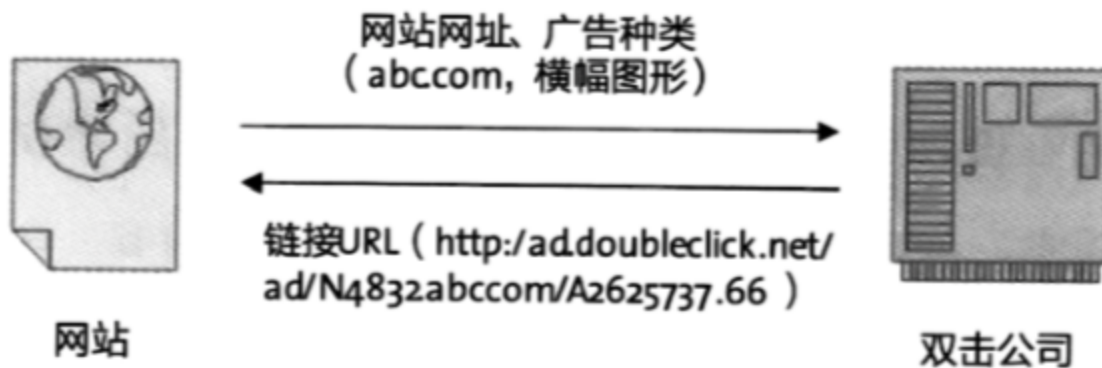 网站网址、广告种类
（abc.com，横幅图形）
链接URL（http:/ad.doubleclick.net/
ad/N4832abccom/A2625737.66）
网站
双击公司